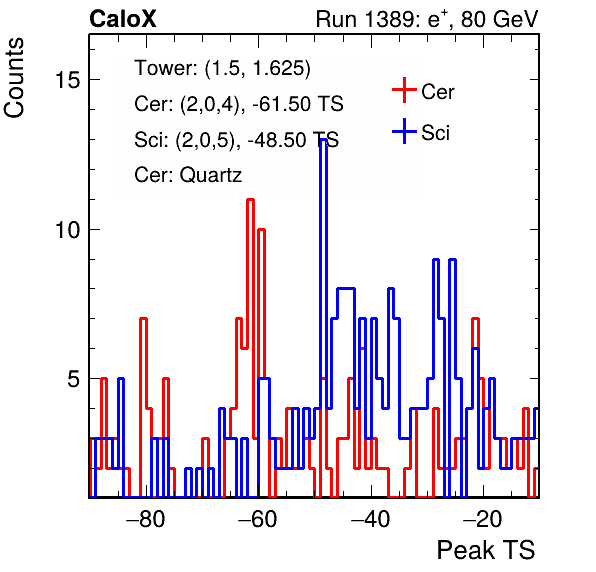 CaloX Run 1389: e⁺, 80 GeV
Counts
Tower: (1.5, 1.625)
Cer: (2,0,4), -61.50 TS
Sci: (2,0,5), -48.50 TS
Cer: Quartz
Cer
Sci
15
10
5
−80 −60 −40 −20
Peak TS